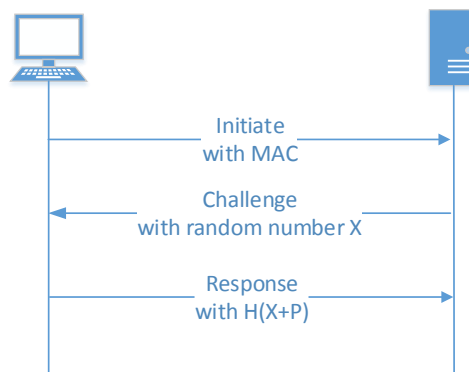 Initiate
with MAC
Challenge
with random number X
Response
with H(X+P)